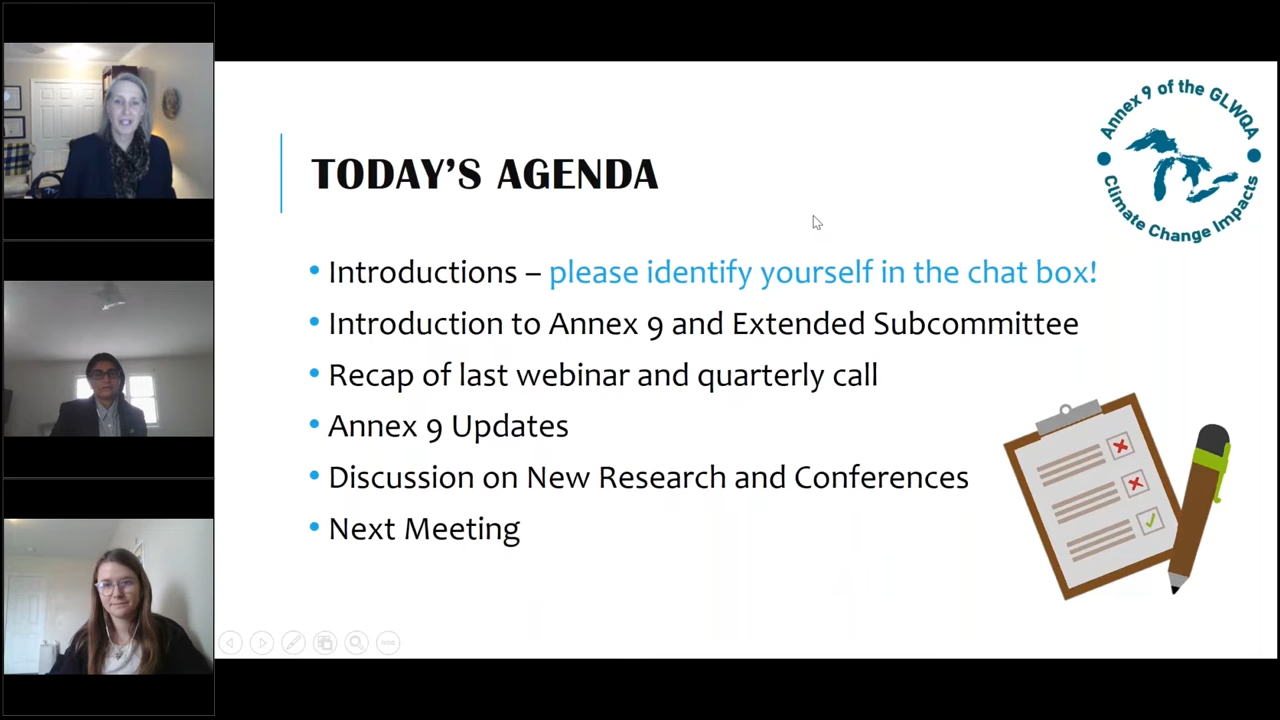 Annex 9 of the GLWQA
Climate Change Impacts
TODAY'S AGENDA
• Introductions – please identify yourself in the chat box!
• Introduction to Annex 9 and Extended Subcommittee
• Recap of last webinar and quarterly call
• Annex 9 Updates
• Discussion on New Research and Conferences
• Next Meeting